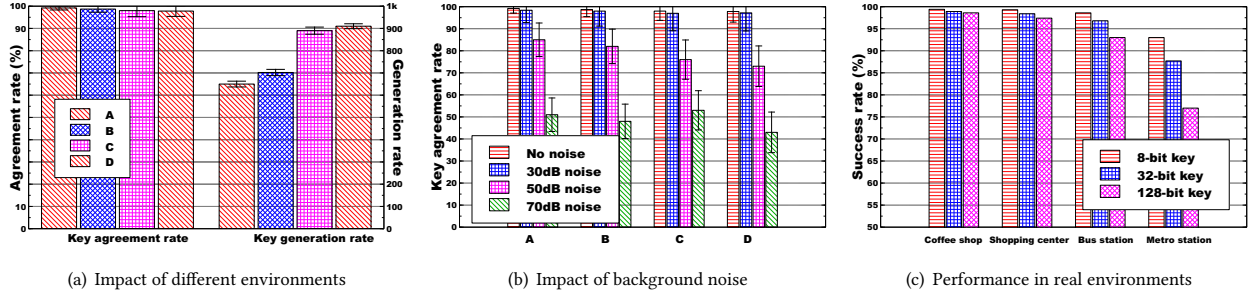 100
90
80
70
60
50
40
30
20
10
0
Agreement rate (%)
A
B
C
D
Key agreement rate
Key generation rate
1k
900
800
700
600
400
200
0
Generation rate
(a) Impact of different environments
100
90
80
70
60
50
40
30
20
10
0
Key agreement rate
No noise
30dB noise
50dB noise
70dB noise
A
B
C
D
(b) Impact of background noise
100
95
90
85
80
75
70
65
60
55
50
Success rate (%)
8-bit key
32-bit key
128-bit key
Coffee shop
Shopping center
Bus station
Metro station
(c) Performance in real environments